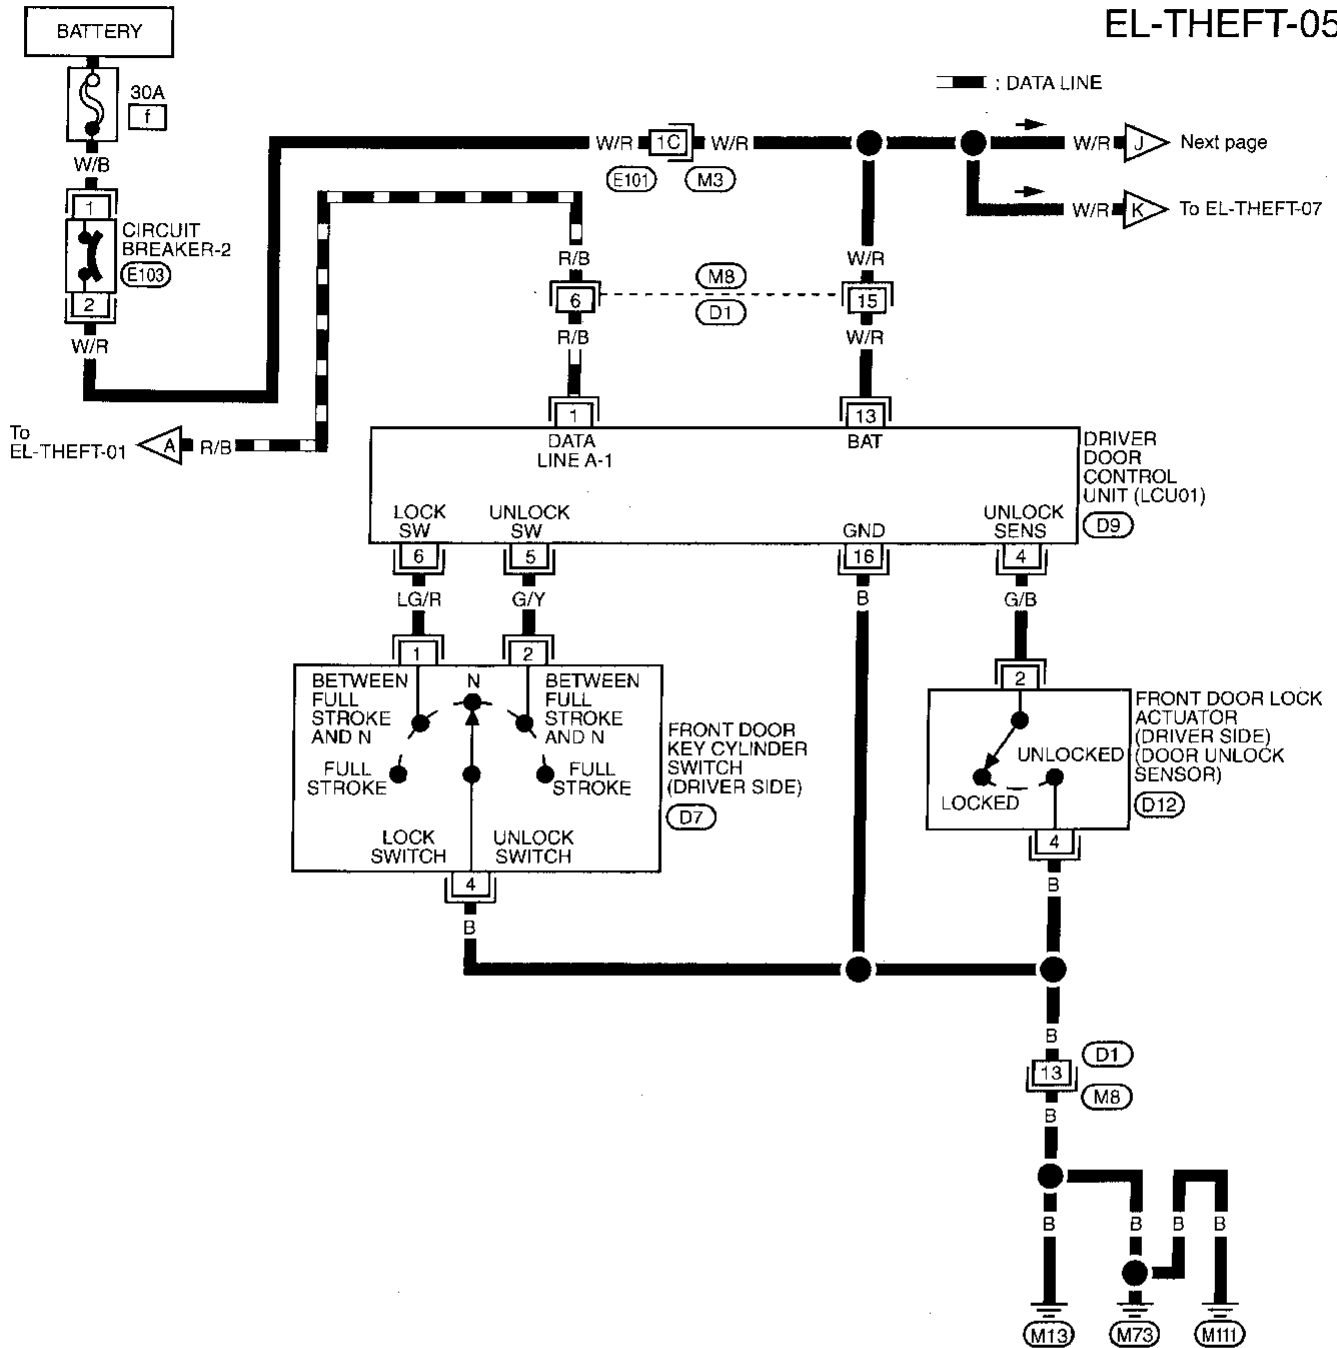 EL-THEFT-05
BATTERY
30A
f
: DATA LINE
W/B
W/R 1C W/R
E101 M3
W/R J Next page
W/R K To EL-THEFT-07
1
CIRCUIT
BREAKER-2
E103
2
W/R
R/B
6
R/B
M8
D1
W/R
15
W/R
To
EL-THEFT-01
A R/B
1
13
DATA
LINE A-1
BAT
DRIVER
DOOR
CONTROL
UNIT (LCU01)
D9
LOCK
SW
UNLOCK
SW
GND
UNLOCK
SENS
6
5
16
4
LG/R
G/Y
B
G/B
1
2
2
BETWEEN
FULL
STROKE
AND N
N
BETWEEN
FULL
STROKE
AND N
FULL
STROKE
FULL
STROKE
LOCK
SWITCH
UNLOCK
SWITCH
FRONT DOOR
KEY CYLINDER
SWITCH
(DRIVER SIDE)
D7
UNLOCKED
LOCKED
FRONT DOOR LOCK
ACTUATOR
(DRIVER SIDE)
(DOOR UNLOCK
SENSOR)
D12
4
B
4
B
B
13
D1
M8
B
B
B
B
B
M13
M73
M111